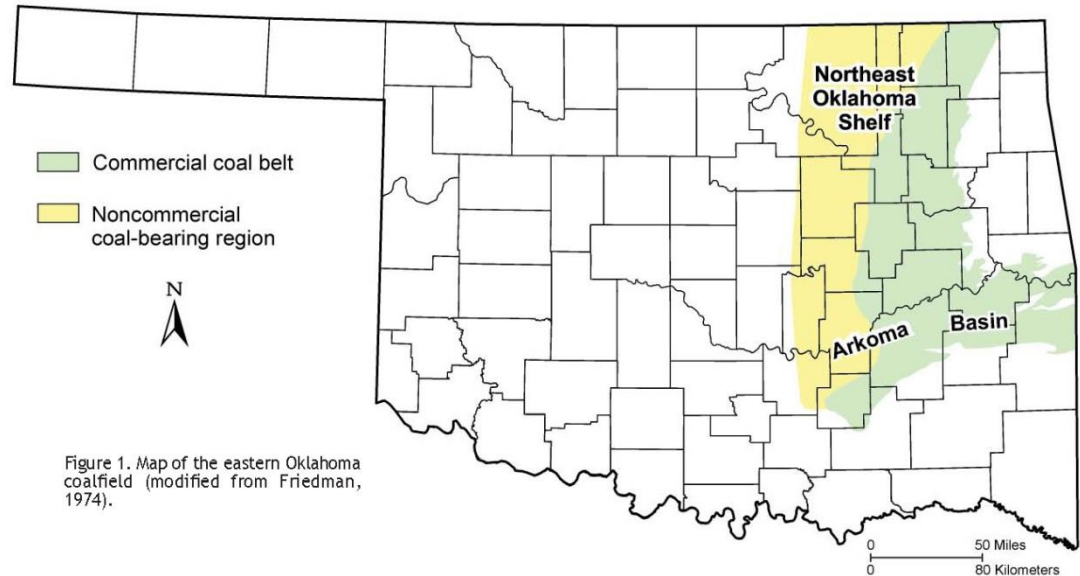 Northeast
Oklahoma
Shelf
Commercial coal belt
Noncommercial
coal-bearing region
N
Arkoma
Basin
Figure 1. Map of the eastern Oklahoma
coalfield (modified from Friedman,
1974).
0 50 Miles
0 80 Kilometers